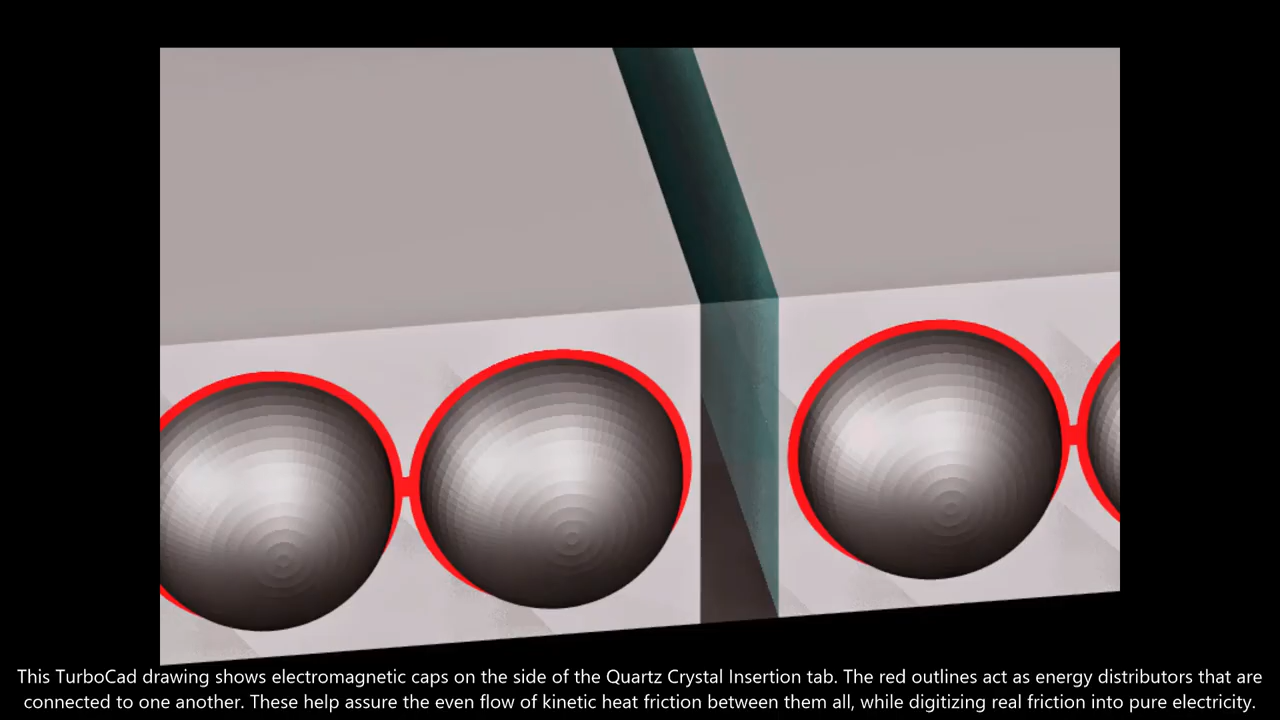 This TurboCad drawing shows electromagnetic caps on the side of the Quartz Crystal Insertion tab. The red outlines act as energy distributors that are
connected to one another. These help assure the even flow of kinetic heat friction between them all, while digitizing real friction into pure electricity.